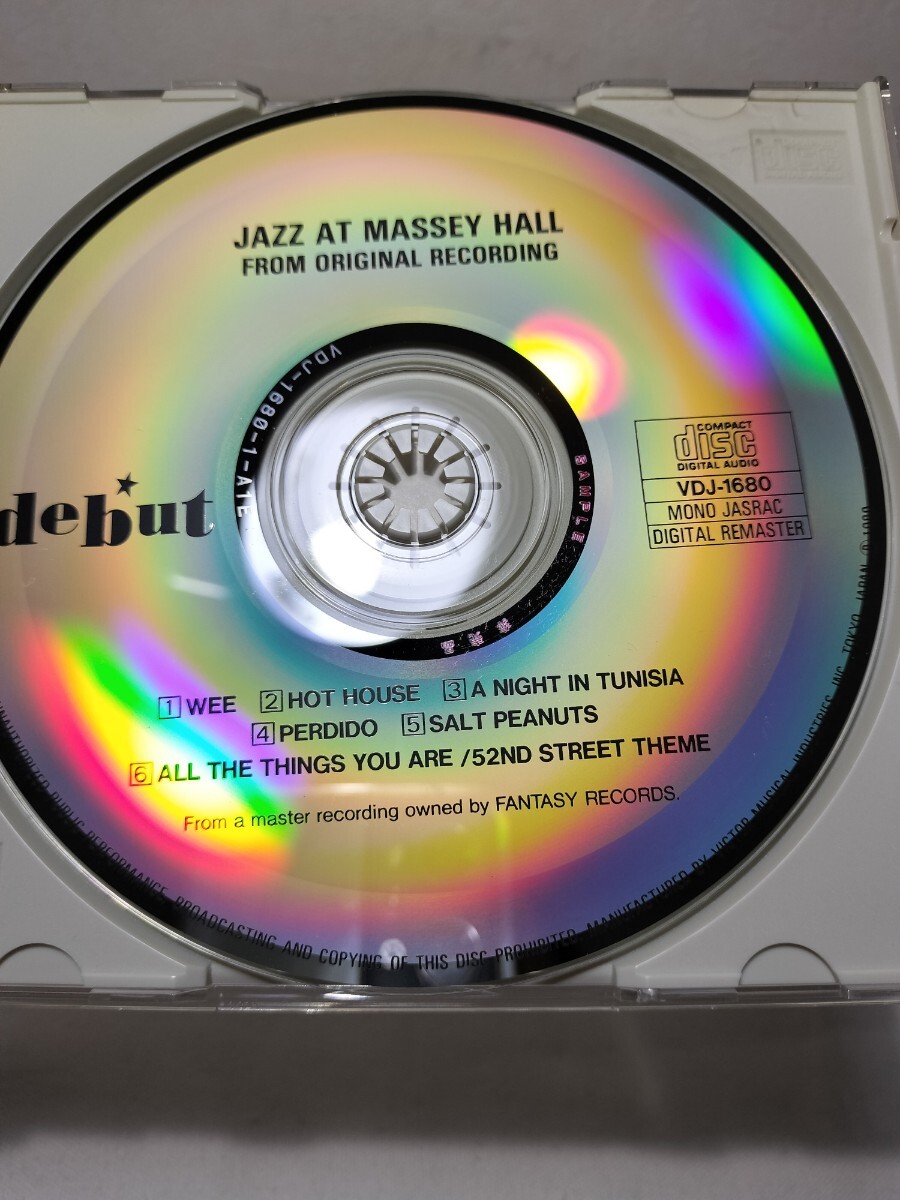 JAZZ AT MASSEY HALL
FROM ORIGINAL RECORDING
VDJ-1680-1-A1E
SAMPLE
debut
COMPACT
disc
DIGITAL AUDIO
VDJ-1680
MONO JASRAC
DIGITAL REMASTER
1 WEE 2 HOT HOUSE 3 A NIGHT IN TUNISIA
4 PERDIDO 5 SALT PEANUTS
6 ALL THE THINGS YOU ARE /52ND STREET THEME
From a master recording owned by FANTASY RECORDS.
PERFORMANCE, BROADCASTING AND COPYING OF THIS DISC PROHIBITED. MANUFACTURED BY VICTOR MUSICAL INDUSTRIES, INC. TOKYO, JAPAN